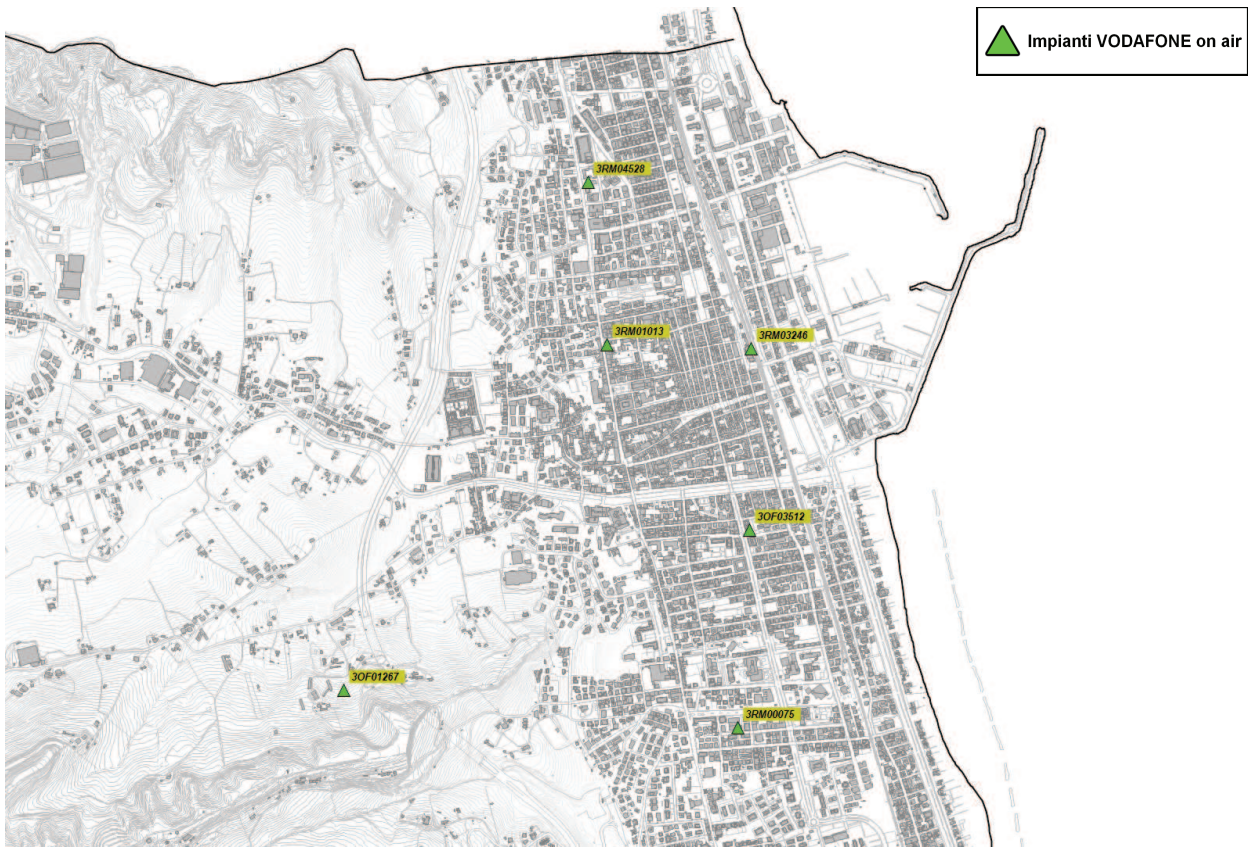 Impianti VODAFONE on air
3RM04528
3RM01013
3RM03246
3OF03512
3OF01267
3RM00075